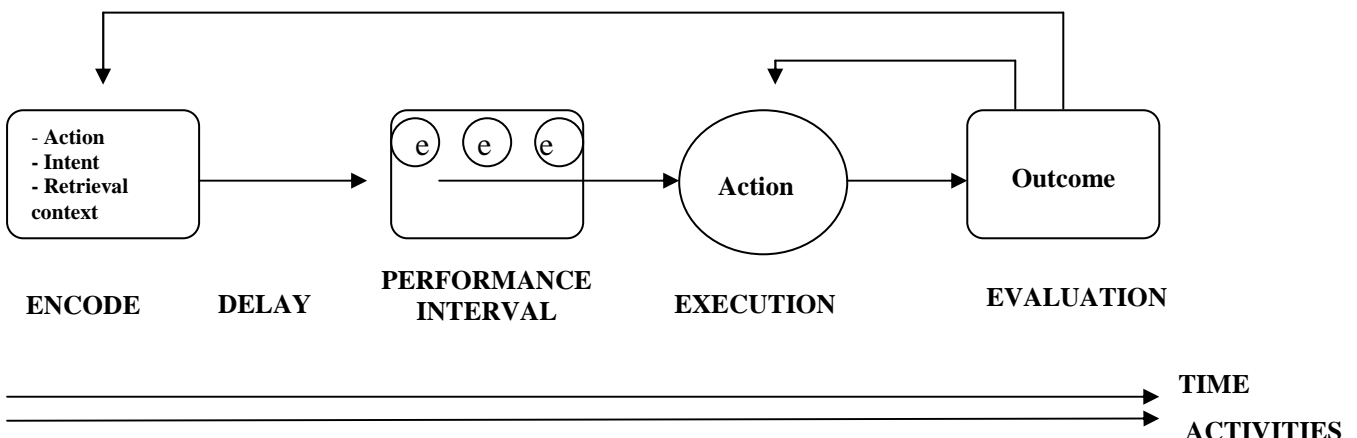 - Action
- Intent
- Retrieval
context
e e e
Action
Outcome
ENCODE
DELAY
PERFORMANCE
INTERVAL
EXECUTION
EVALUATION
TIME
ACTIVITIES